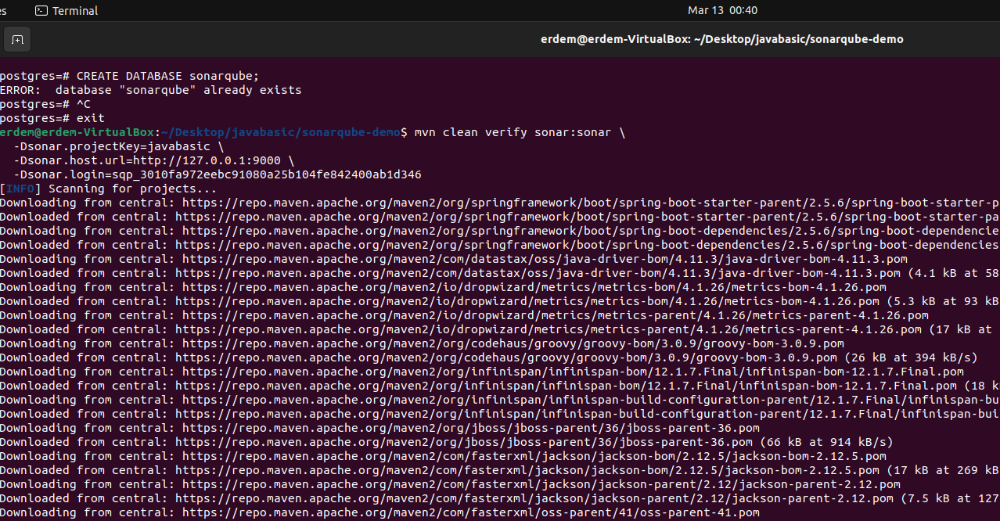 es Terminal Mar 13 00:40
erdem@erdem-VirtualBox: ~/Desktop/javabasic/sonarqube-demo
postgres=# CREATE DATABASE sonarqube;
ERROR:  database "sonarqube" already exists
postgres=# ^C
postgres=# exit
erdem@erdem-VirtualBox:~/Desktop/javabasic/sonarqube-demo$ mvn clean verify sonar:sonar \
  -Dsonar.projectKey=javabasic \
  -Dsonar.host.url=http://127.0.0.1:9000 \
  -Dsonar.login=sqp_3010fa972eebc91080a25b104fe842400ab1d346
[INFO] Scanning for projects...
Downloading from central: https://repo.maven.apache.org/maven2/org/springframework/boot/spring-boot-starter-parent/2.5.6/spring-boot-starter-p
Downloaded from central: https://repo.maven.apache.org/maven2/org/springframework/boot/spring-boot-starter-parent/2.5.6/spring-boot-starter-pa
Downloading from central: https://repo.maven.apache.org/maven2/org/springframework/boot/spring-boot-dependencies/2.5.6/spring-boot-dependencie
Downloaded from central: https://repo.maven.apache.org/maven2/org/springframework/boot/spring-boot-dependencies/2.5.6/spring-boot-dependencies
Downloading from central: https://repo.maven.apache.org/maven2/com/datastax/oss/java-driver-bom/4.11.3/java-driver-bom-4.11.3.pom
Downloaded from central: https://repo.maven.apache.org/maven2/com/datastax/oss/java-driver-bom/4.11.3/java-driver-bom-4.11.3.pom (4.1 kB at 58
Downloading from central: https://repo.maven.apache.org/maven2/io/dropwizard/metrics/metrics-bom/4.1.26/metrics-bom-4.1.26.pom
Downloaded from central: https://repo.maven.apache.org/maven2/io/dropwizard/metrics/metrics-bom/4.1.26/metrics-bom-4.1.26.pom (5.3 kB at 93 kB
Downloading from central: https://repo.maven.apache.org/maven2/io/dropwizard/metrics/metrics-parent/4.1.26/metrics-parent-4.1.26.pom
Downloaded from central: https://repo.maven.apache.org/maven2/io/dropwizard/metrics/metrics-parent/4.1.26/metrics-parent-4.1.26.pom (17 kB at
Downloading from central: https://repo.maven.apache.org/maven2/org/codehaus/groovy/groovy-bom/3.0.9/groovy-bom-3.0.9.pom
Downloaded from central: https://repo.maven.apache.org/maven2/org/codehaus/groovy/groovy-bom/3.0.9/groovy-bom-3.0.9.pom (26 kB at 394 kB/s)
Downloading from central: https://repo.maven.apache.org/maven2/org/infinispan/infinispan-bom/12.1.7.Final/infinispan-bom-12.1.7.Final.pom
Downloaded from central: https://repo.maven.apache.org/maven2/org/infinispan/infinispan-bom/12.1.7.Final/infinispan-bom-12.1.7.Final.pom (18 k
Downloading from central: https://repo.maven.apache.org/maven2/org/infinispan/infinispan-build-configuration-parent/12.1.7.Final/infinispan-bu
Downloaded from central: https://repo.maven.apache.org/maven2/org/infinispan/infinispan-build-configuration-parent/12.1.7.Final/infinispan-buil
Downloading from central: https://repo.maven.apache.org/maven2/org/jboss/jboss-parent/36/jboss-parent-36.pom
Downloaded from central: https://repo.maven.apache.org/maven2/org/jboss/jboss-parent/36/jboss-parent-36.pom (66 kB at 914 kB/s)
Downloading from central: https://repo.maven.apache.org/maven2/com/fasterxml/jackson/jackson-bom/2.12.5/jackson-bom-2.12.5.pom
Downloaded from central: https://repo.maven.apache.org/maven2/com/fasterxml/jackson/jackson-bom/2.12.5/jackson-bom-2.12.5.pom (17 kB at 269 kB
Downloading from central: https://repo.maven.apache.org/maven2/com/fasterxml/jackson/jackson-parent/2.12/jackson-parent-2.12.pom
Downloaded from central: https://repo.maven.apache.org/maven2/com/fasterxml/jackson/jackson-parent/2.12/jackson-parent-2.12.pom (7.5 kB at 127
Downloading from central: https://repo.maven.apache.org/maven2/com/fasterxml/oss-parent/41/oss-parent-41.pom